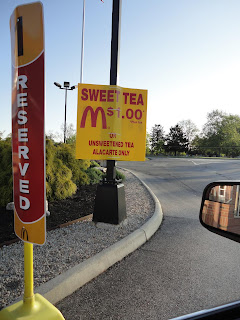 RESERVED
SWEET TEA
$1.00
OR
UNSWEETENED TEA
ALACARTE ONLY